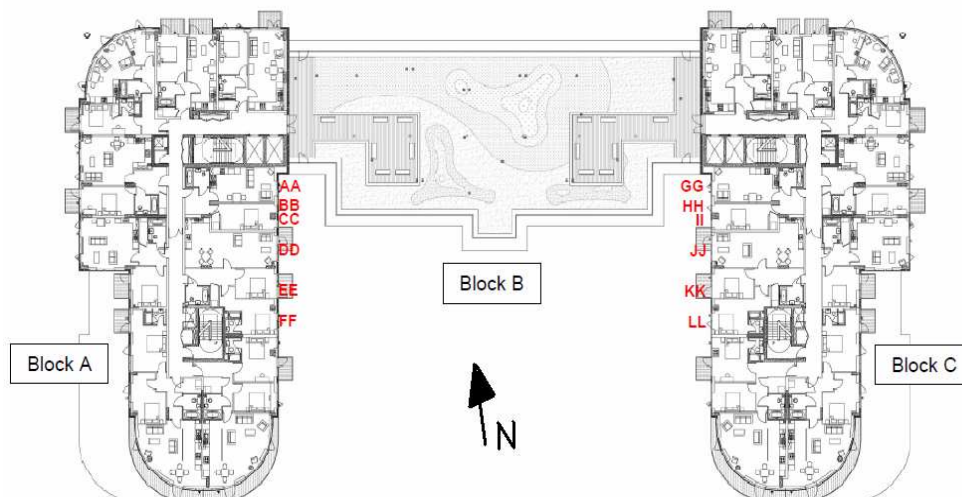 AA
BB
CC
DD
EE
FF
GG
HH
II
JJ
KK
LL
Block B
Block A
Block C
N